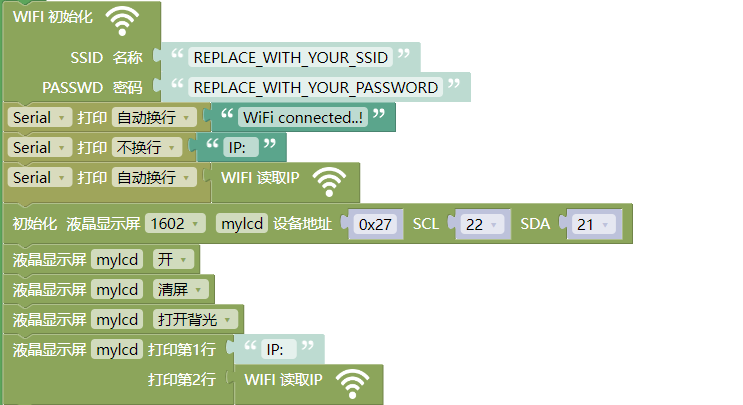 WIFI 初始化
SSID 名称 “ REPLACE_WITH_YOUR_SSID ”
PASSWD 密码 “ REPLACE_WITH_YOUR_PASSWORD ”
Serial 打印 自动换行 “ WiFi connected..! ”
Serial 打印 不换行 “ IP: ”
Serial 打印 自动换行 WIFI 读取IP
初始化 液晶显示屏 1602 mylcd 设备地址 0x27 SCL 22 SDA 21
液晶显示屏 mylcd 开
液晶显示屏 mylcd 清屏
液晶显示屏 mylcd 打开背光
液晶显示屏 mylcd 打印第1行 “ IP: ”
打印第2行 WIFI 读取IP